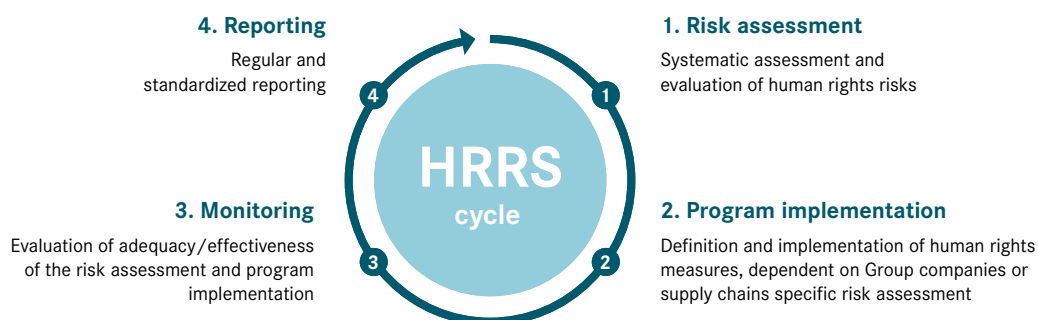 4. Reporting
Regular and
standardized reporting
4
1. Risk assessment
Systematic assessment and
evaluation of human rights risks
1
HRRS
cycle
3. Monitoring
Evaluation of adequacy/effectiveness
of the risk assessment and program
implementation
3
2. Program implementation
Definition and implementation of human rights
measures, dependent on Group companies or
supply chains specific risk assessment
2